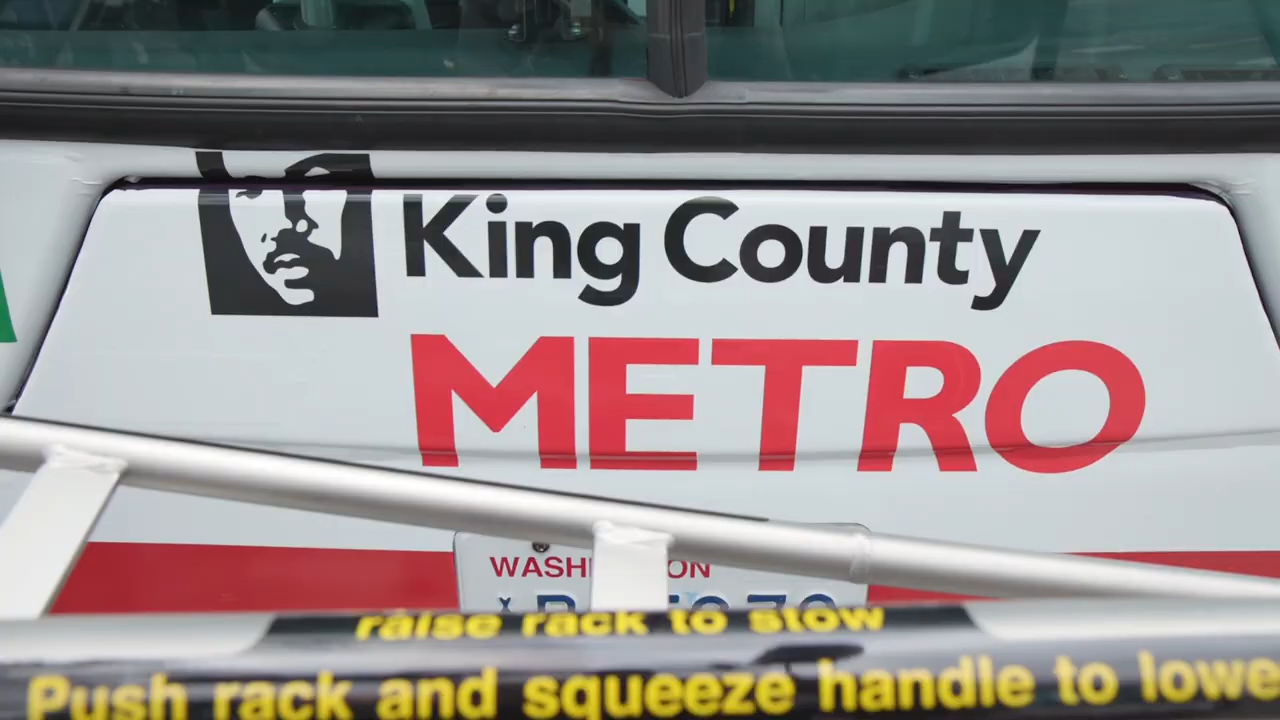 King County
METRO
raise rack to stow
Push rack and squeeze handle to lowe